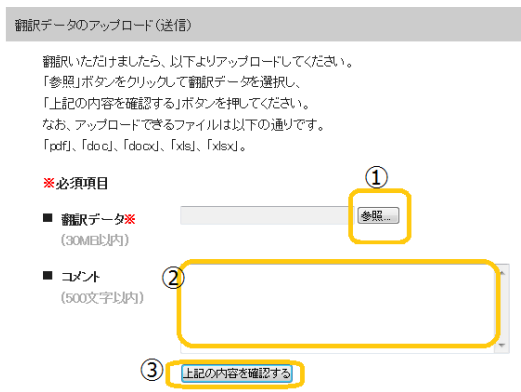 翻訳データのアップロード(送信)
翻訳いただけましたら、以下よりアップロードしてください。
「参照」ボタンをクリックして翻訳データを選択し、
「上記の内容を確認する」ボタンを押してください。
なお、アップロードできるファイルは以下の通りです。
「pdf」、「doc」、「docx」、「xls」、「xlsx」。
※必須項目
①
■ 翻訳データ※ 参照...
(30MB以内)
■ コメント ②
(500文字以内)
③ 上記の内容を確認する